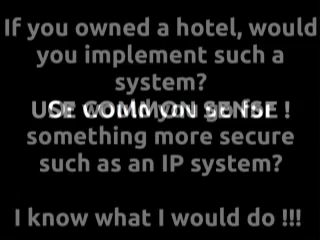 If you owned a hotel, would
you implement such a
system?
USE COMMON SENSE !
something more secure
such as an IP system?
I know what I would do !!!